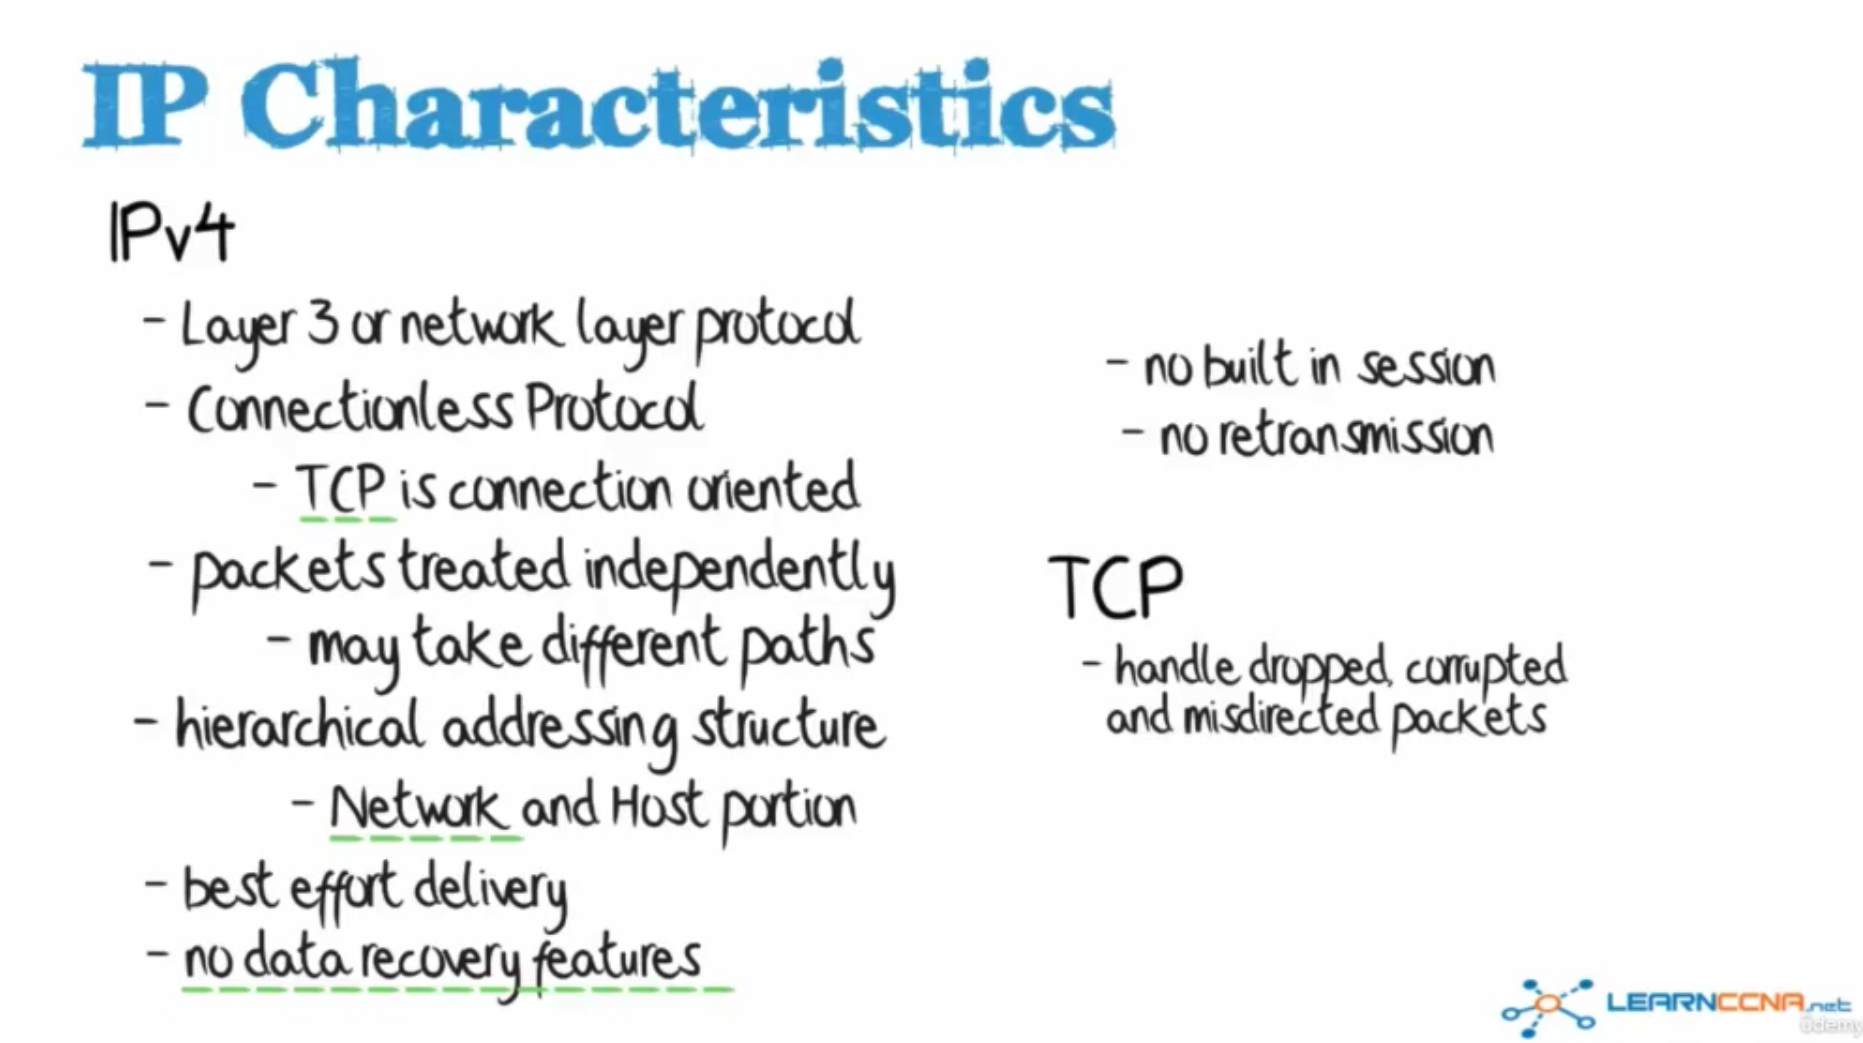 IP Characteristics
IPv4
- Layer 3 or network layer protocol
- Connectionless Protocol
- TCP is connection oriented
- packets treated independently
- may take different paths
- hierarchical addressing structure
- Network and Host portion
- best effort delivery
- no data recovery features
- no built in session
- no retransmission
TCP
- handle dropped, corrupted
and misdirected packets
LEARNCCNA.net
ûdemy